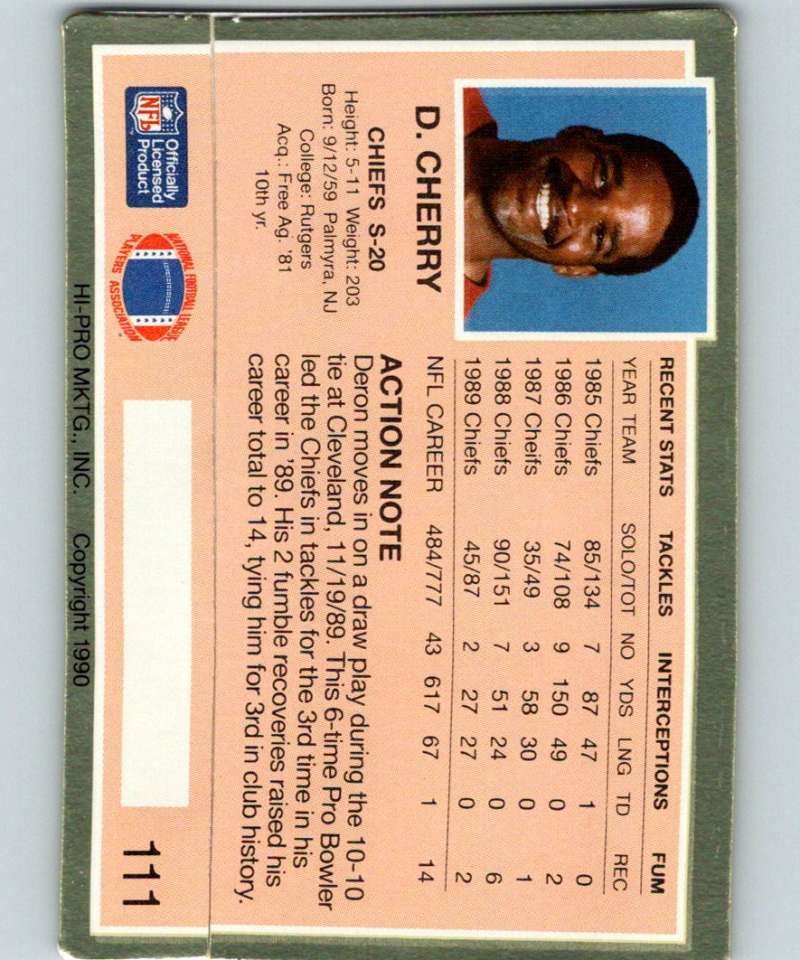 D. CHERRY
CHIEFS S-20
Height: 5-11 Weight: 203
Born: 9/12/59 Palmyra, NJ
College: Rutgers
Acq.: Free Ag. '81
10th yr.
RECENT STATS TACKLES INTERCEPTIONS FUM
YEAR TEAM SOLO/TOT NO YDS LNG TD REC
1985 Chiefs 85/134 7 87 47 1 0
1986 Chiefs 74/108 9 150 49 0 2
1987 Cheifs 35/49 3 58 30 0 1
1988 Chiefs 90/151 7 51 24 0 6
1989 Chiefs 45/87 2 27 27 0 2
NFL CAREER 484/777 43 617 67 1 14
ACTION NOTE
Deron moves in on a draw play during the 10-10
tie at Cleveland, 11/19/89. This 6-time Pro Bowler
led the Chiefs in tackles for the 3rd time in his
career in '89. His 2 fumble recoveries raised his
career total to 14, tying him for 3rd in club history.
NFL
Officially
Licensed
Product
NATIONAL FOOTBALL LEAGUE
PLAYERS ASSOCIATION
111
HI-PRO MKTG., INC. Copyright 1990